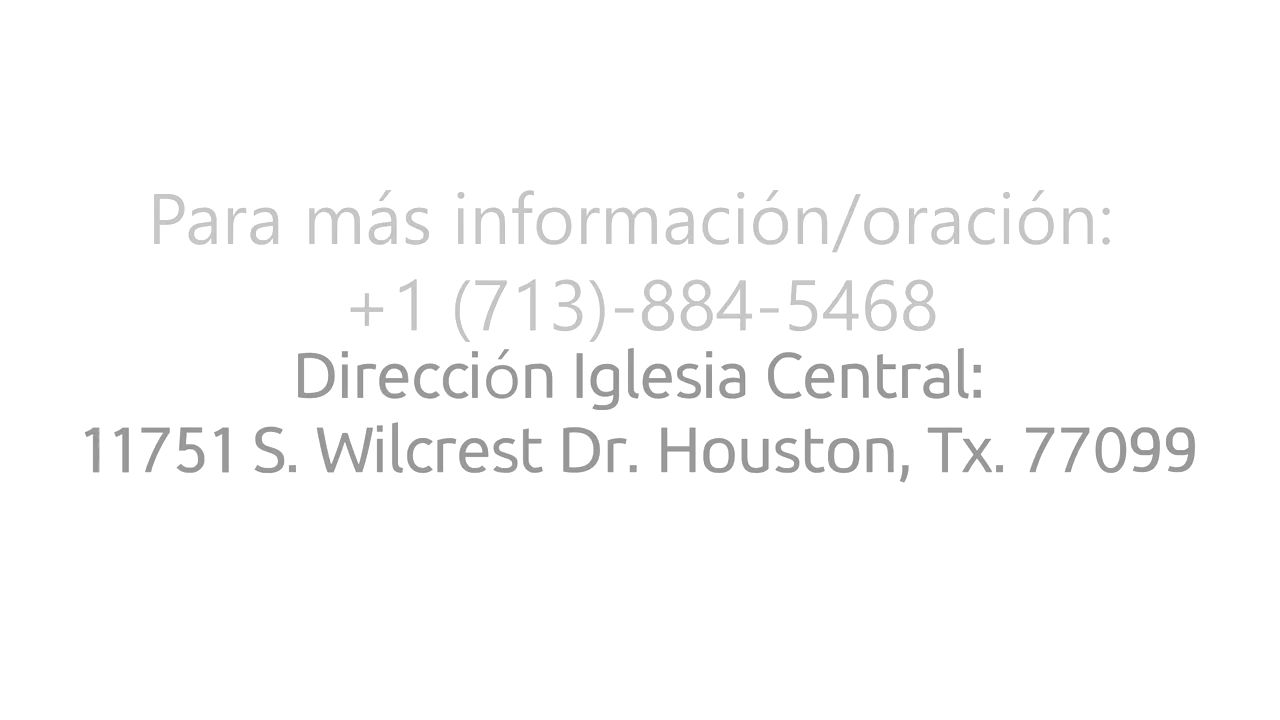 Para más información/oración:
+1 (713)-884-5468
Dirección Iglesia Central:
11751 S. Wilcrest Dr. Houston, Tx. 77099